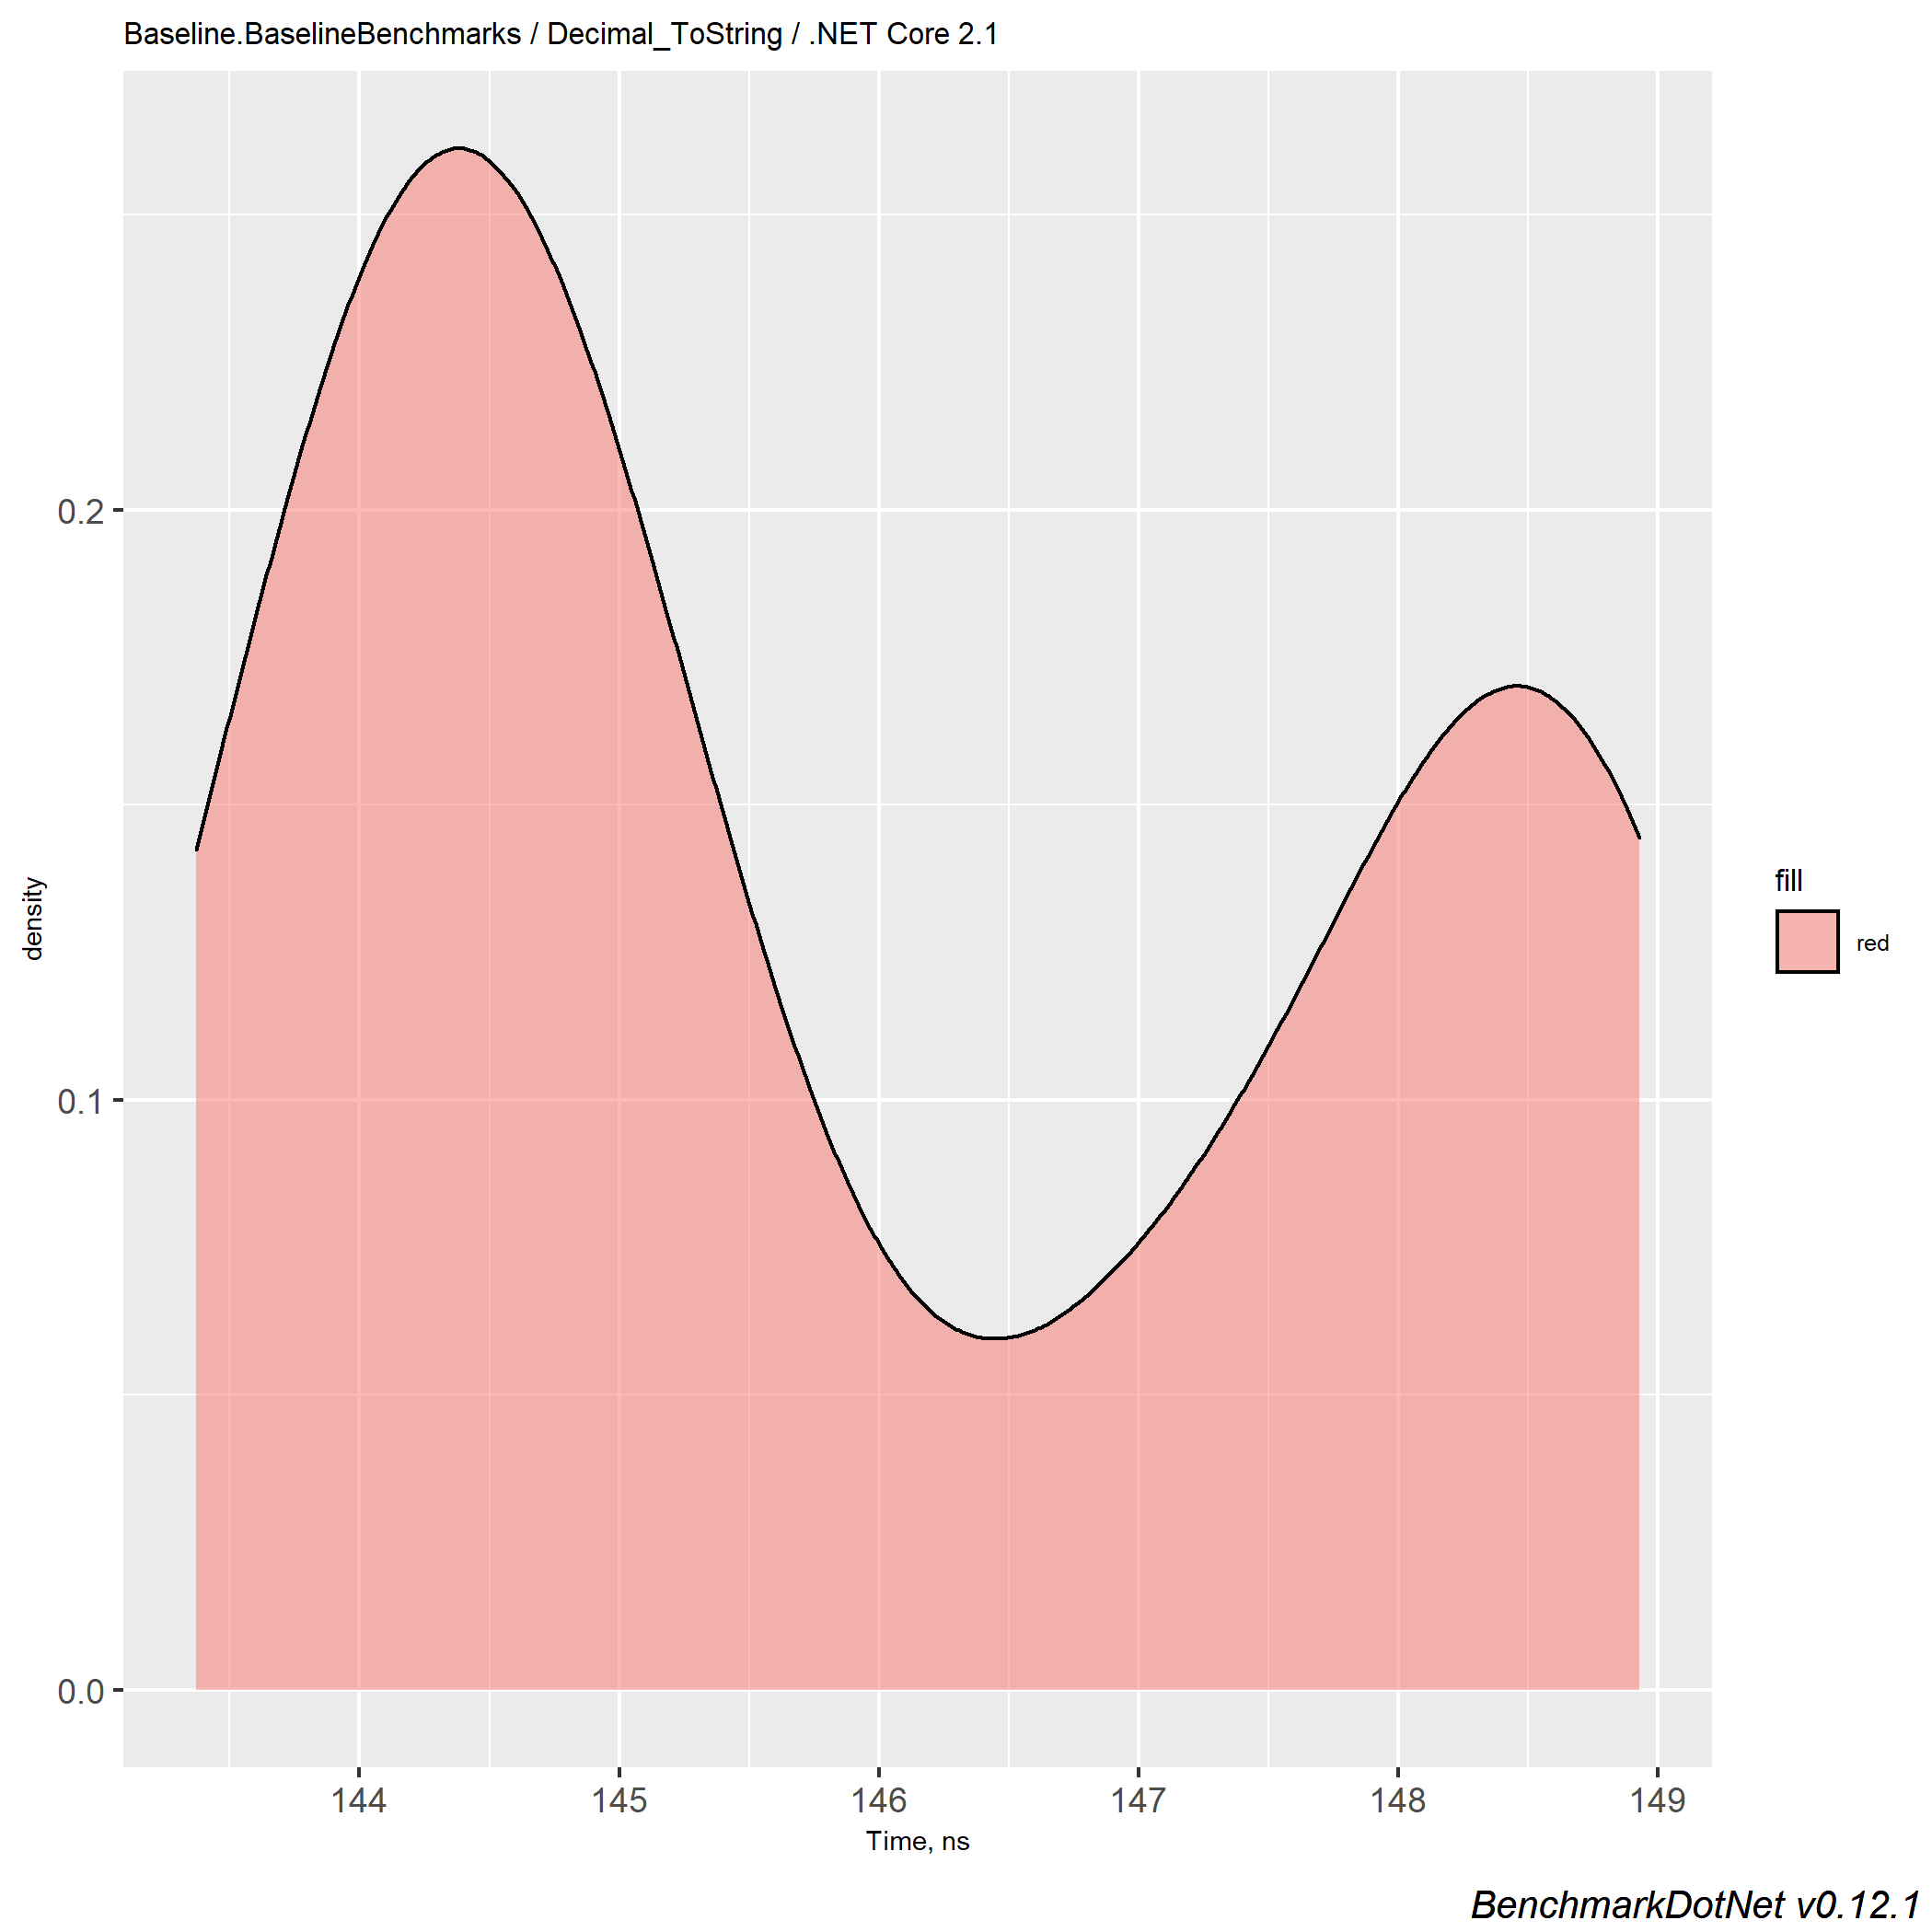 Baseline.BaselineBenchmarks / Decimal_ToString / .NET Core 2.1
density
0.2
0.1
0.0
144 145 146 147 148 149
Time, ns
fill
red
BenchmarkDotNet v0.12.1